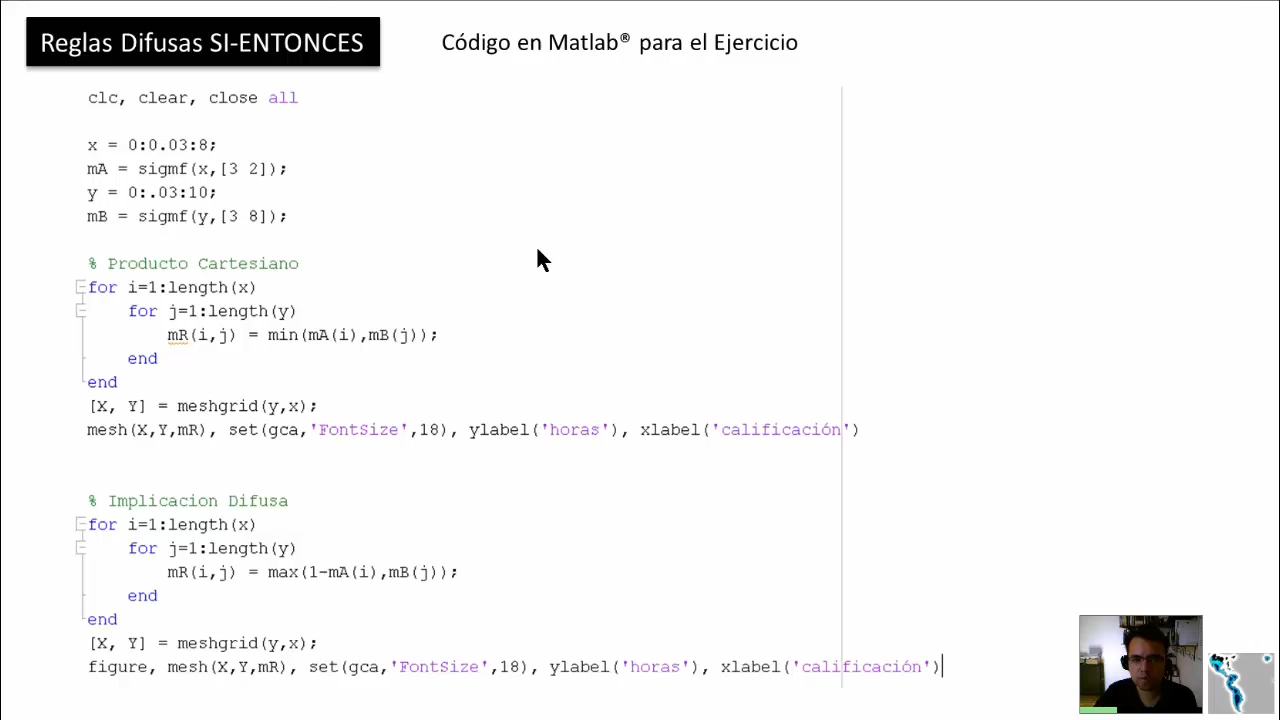 Reglas Difusas SI-ENTONCES
Código en Matlab® para el Ejercicio
clc, clear, close all
x = 0:0.03:8;
mA = sigmf(x,[3 2]);
y = 0:.03:10;
mB = sigmf(y,[3 8]);
% Producto Cartesiano
for i=1:length(x)
for j=1:length(y)
mR(i,j) = min(mA(i),mB(j));
end
end
[X, Y] = meshgrid(y,x);
mesh(X,Y,mR), set(gca,'FontSize',18), ylabel('horas'), xlabel('calificación')
% Implicacion Difusa
for i=1:length(x)
for j=1:length(y)
mR(i,j) = max(1-mA(i),mB(j));
end
end
[X, Y] = meshgrid(y,x);
figure, mesh(X,Y,mR), set(gca,'FontSize',18), ylabel('horas'), xlabel('calificación')